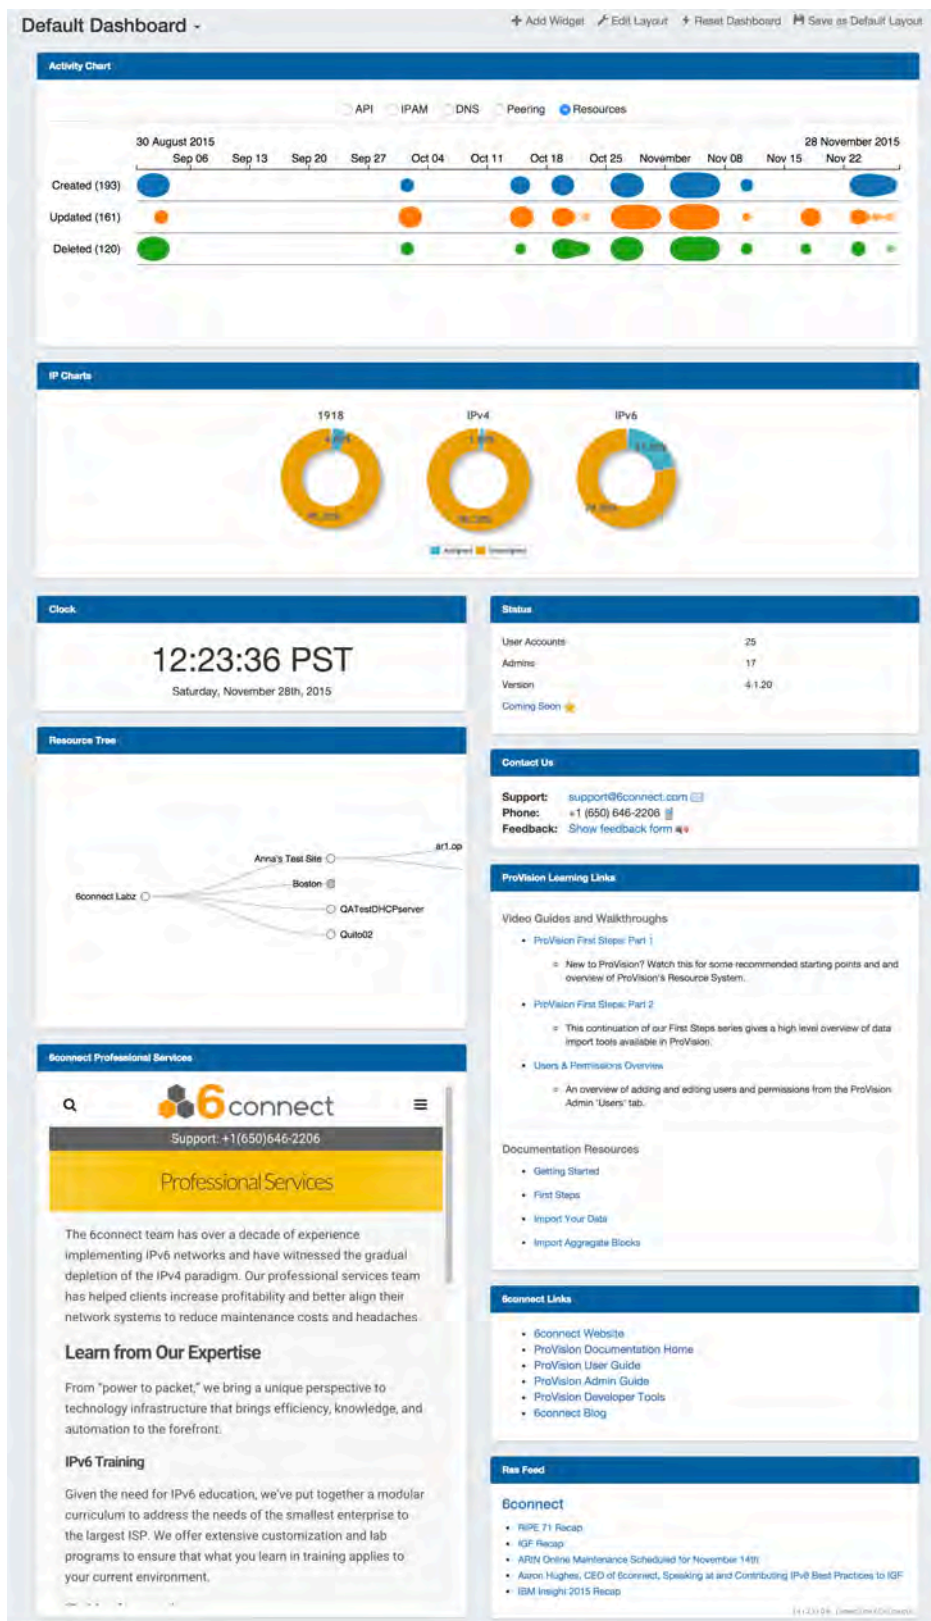 Default Dashboard
Add Widget Edit Layout Reset Dashboard Save as Default Layout
Activity Chart
API IPAM DNS Peering Resources
30 August 2015 28 November 2015
Sep 06 Sep 13 Sep 20 Sep 27 Oct 04 Oct 11 Oct 18 Oct 25 November Nov 08 Nov 15 Nov 22
Created (193)
Updated (161)
Deleted (120)
IP Charts
1918 IPv4 IPv6
Assigned Unassigned
Clock
12:23:36 PST
Saturday, November 28th, 2015
Resource Tree
ar1.op
Anna's Test Site
Boston
6connect Labz
QATestDHCPserver
Quito02
6connect Professional Services
6connect
Support: +1(650)646-2206
Professional Services
The 6connect team has over a decade of experience
implementing IPv6 networks and have witnessed the gradual
depletion of the IPv4 paradigm. Our professional services team
has helped clients increase profitability and better align their
network systems to reduce maintenance costs and headaches.
Learn from Our Expertise
From "power to packet," we bring a unique perspective to
technology infrastructure that brings efficiency, knowledge, and
automation to the forefront.
IPv6 Training
Given the need for IPv6 education, we've put together a modular
curriculum to address the needs of the smallest enterprise to
the largest ISP. We offer extensive customization and lab
programs to ensure that what you learn in training applies to
your current environment.
Status
User Accounts 25
Admins 17
Version 4.1.20
Coming Soon
Contact Us
Support: support@6connect.com
Phone: +1 (650) 646-2206
Feedback: Show feedback form
ProVision Learning Links
Video Guides and Walkthroughs
ProVision First Steps: Part 1
New to ProVision? Watch this for some recommended starting points and and
overview of ProVision's Resource System.
ProVision First Steps: Part 2
This continuation of our First Steps series gives a high level overview of data
import tools available in ProVision.
Users & Permissions Overview
An overview of adding and editing users and permissions from the ProVision
Admin 'Users' tab.
Documentation Resources
Getting Started
First Steps
Import Your Data
Import Aggregate Blocks
6connect Links
6connect Website
ProVision Documentation Home
ProVision User Guide
ProVision Admin Guide
ProVision Developer Tools
6connect Blog
Rss Feed
6connect
RIPE 71 Recap
IGF Recap
ARIN Online Maintenance Scheduled for November 14th
Aaron Hughes, CEO of 6connect, Speaking at and Contributing IPv6 Best Practices to IGF
IBM Insight 2015 Recap